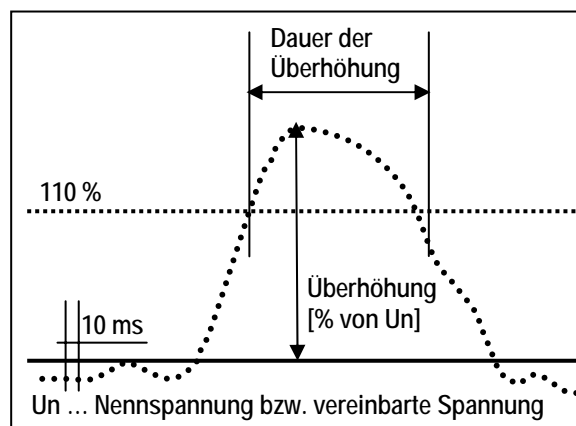 Dauer der
Überhöhung
110 %
Überhöhung
[% von Un]
10 ms
Un ... Nennspannung bzw. vereinbarte Spannung